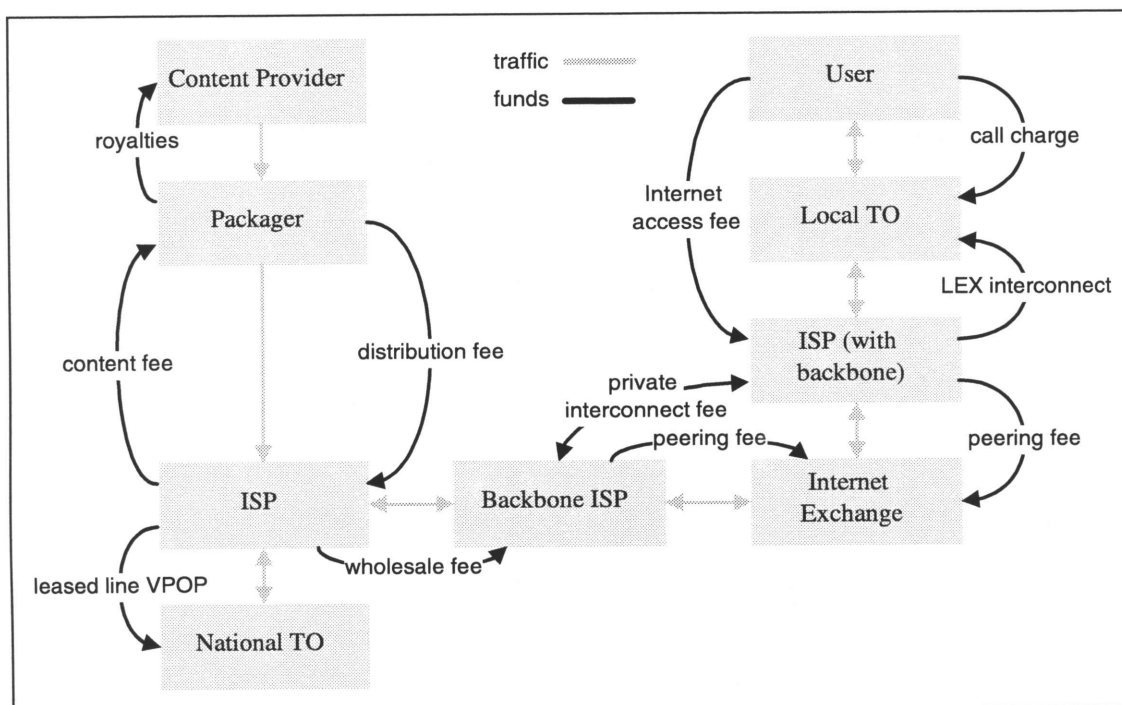 Content Provider
traffic
funds
User
royalties
call charge
Packager
Internet
access fee
Local TO
LEX interconnect
content fee
distribution fee
ISP (with
backbone)
private
interconnect fee
peering fee
peering fee
ISP
Backbone ISP
Internet
Exchange
wholesale fee
leased line VPOP
National TO